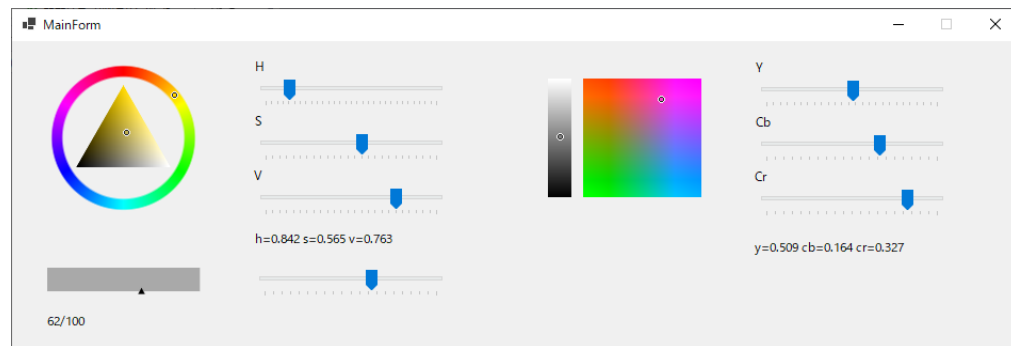 MainForm
H
S
V
h=0.842 s=0.565 v=0.763
62/100
Y
Cb
Cr
y=0.509 cb=0.164 cr=0.327